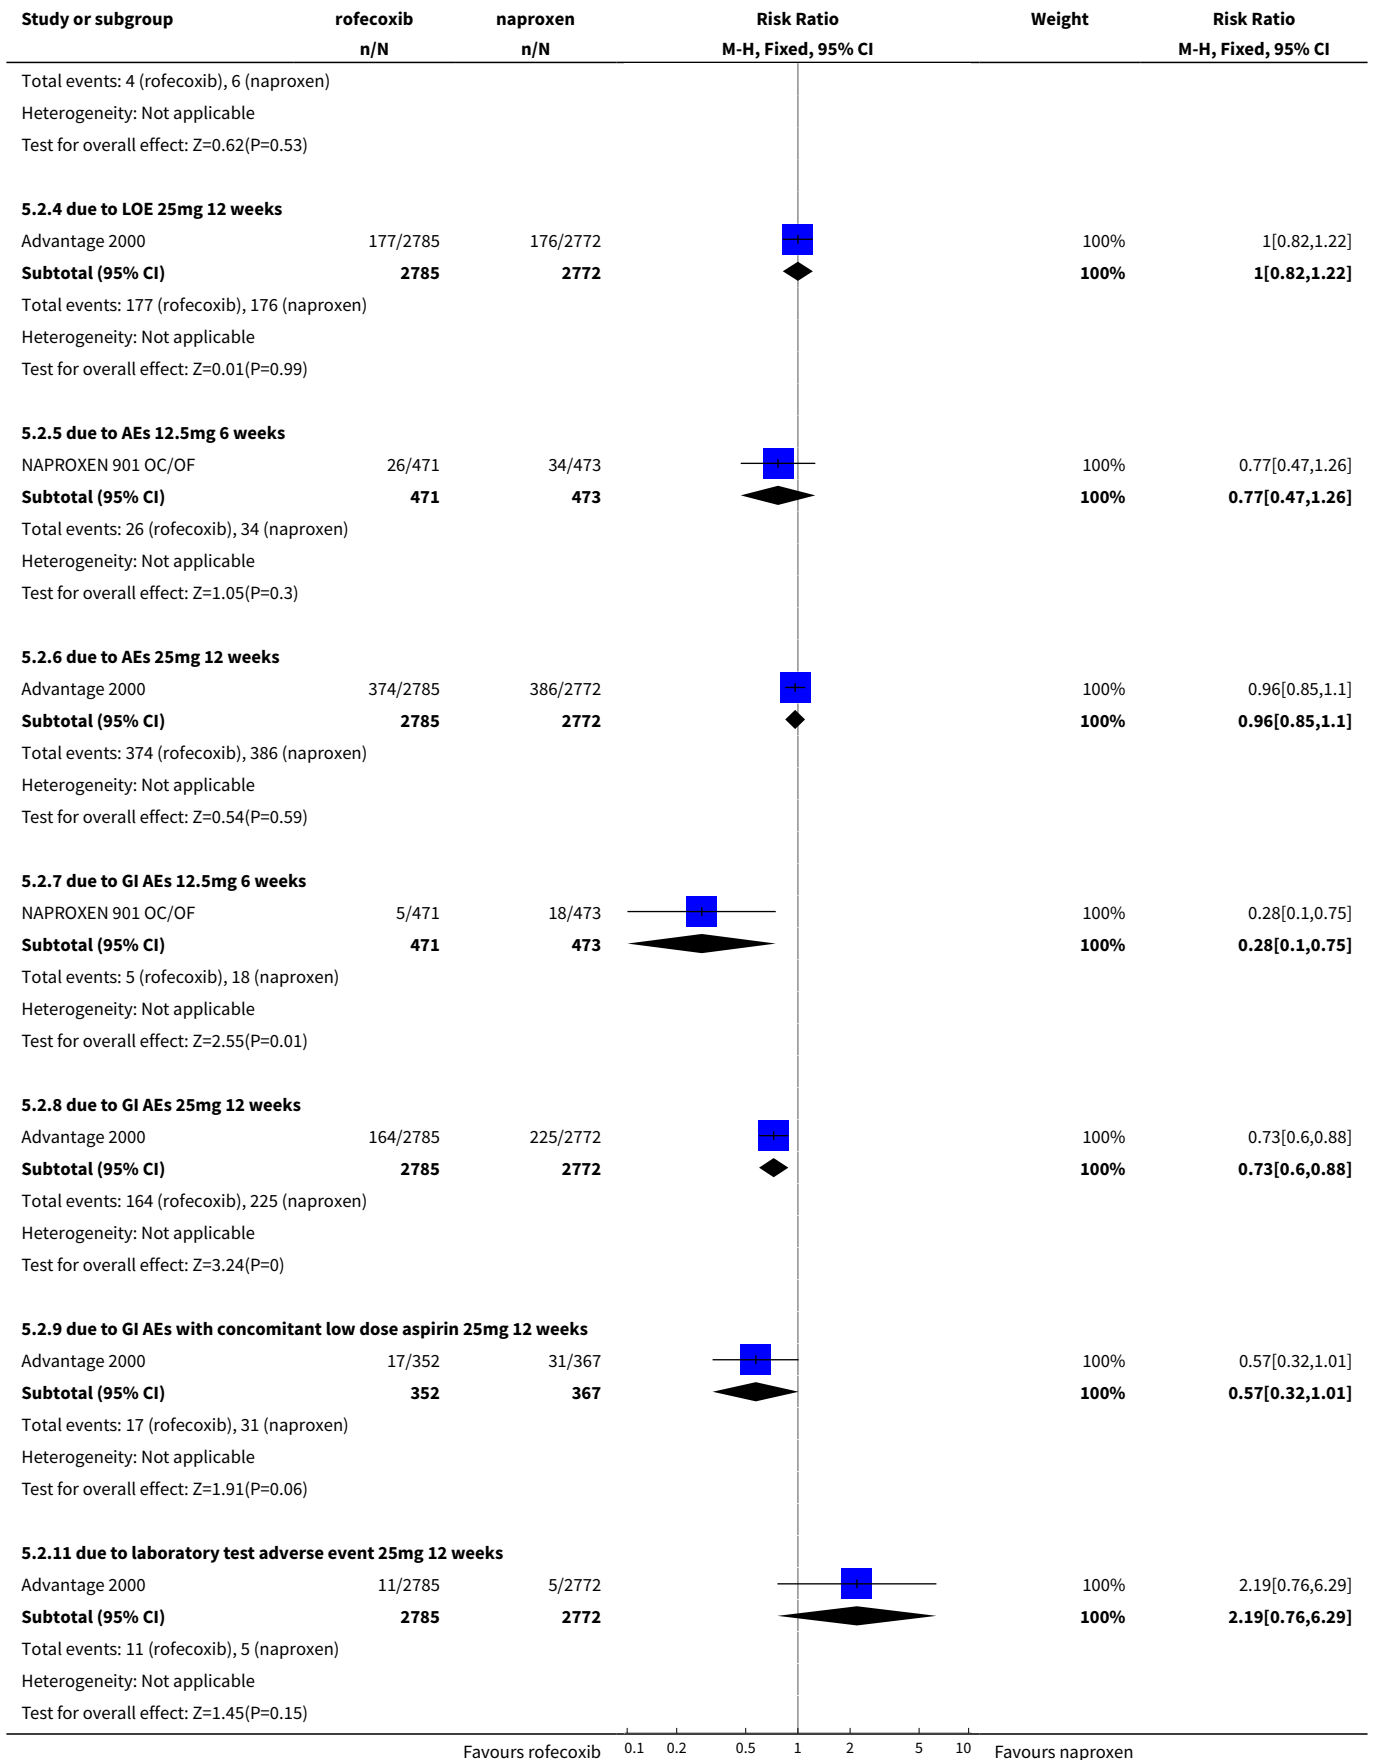 Study or subgroup rofecoxib naproxen Risk Ratio Weight Risk Ratio
n/N n/N M-H, Fixed, 95% CI M-H, Fixed, 95% CI
Total events: 4 (rofecoxib), 6 (naproxen)
Heterogeneity: Not applicable
Test for overall effect: Z=0.62(P=0.53)
5.2.4 due to LOE 25mg 12 weeks
Advantage 2000 177/2785 176/2772 100% 1[0.82,1.22]
Subtotal (95% CI) 2785 2772 100% 1[0.82,1.22]
Total events: 177 (rofecoxib), 176 (naproxen)
Heterogeneity: Not applicable
Test for overall effect: Z=0.01(P=0.99)
5.2.5 due to AEs 12.5mg 6 weeks
NAPROXEN 901 OC/OF 26/471 34/473 100% 0.77[0.47,1.26]
Subtotal (95% CI) 471 473 100% 0.77[0.47,1.26]
Total events: 26 (rofecoxib), 34 (naproxen)
Heterogeneity: Not applicable
Test for overall effect: Z=1.05(P=0.3)
5.2.6 due to AEs 25mg 12 weeks
Advantage 2000 374/2785 386/2772 100% 0.96[0.85,1.1]
Subtotal (95% CI) 2785 2772 100% 0.96[0.85,1.1]
Total events: 374 (rofecoxib), 386 (naproxen)
Heterogeneity: Not applicable
Test for overall effect: Z=0.54(P=0.59)
5.2.7 due to GI AEs 12.5mg 6 weeks
NAPROXEN 901 OC/OF 5/471 18/473 100% 0.28[0.1,0.75]
Subtotal (95% CI) 471 473 100% 0.28[0.1,0.75]
Total events: 5 (rofecoxib), 18 (naproxen)
Heterogeneity: Not applicable
Test for overall effect: Z=2.55(P=0.01)
5.2.8 due to GI AEs 25mg 12 weeks
Advantage 2000 164/2785 225/2772 100% 0.73[0.6,0.88]
Subtotal (95% CI) 2785 2772 100% 0.73[0.6,0.88]
Total events: 164 (rofecoxib), 225 (naproxen)
Heterogeneity: Not applicable
Test for overall effect: Z=3.24(P=0)
5.2.9 due to GI AEs with concomitant low dose aspirin 25mg 12 weeks
Advantage 2000 17/352 31/367 100% 0.57[0.32,1.01]
Subtotal (95% CI) 352 367 100% 0.57[0.32,1.01]
Total events: 17 (rofecoxib), 31 (naproxen)
Heterogeneity: Not applicable
Test for overall effect: Z=1.91(P=0.06)
5.2.11 due to laboratory test adverse event 25mg 12 weeks
Advantage 2000 11/2785 5/2772 100% 2.19[0.76,6.29]
Subtotal (95% CI) 2785 2772 100% 2.19[0.76,6.29]
Total events: 11 (rofecoxib), 5 (naproxen)
Heterogeneity: Not applicable
Test for overall effect: Z=1.45(P=0.15)
Favours rofecoxib 0.1 0.2 0.5 1 2 5 10 Favours naproxen